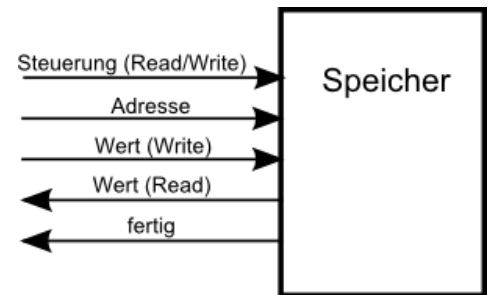 Steuerung (Read/Write)
Speicher
Adresse
Wert (Write)
Wert (Read)
fertig